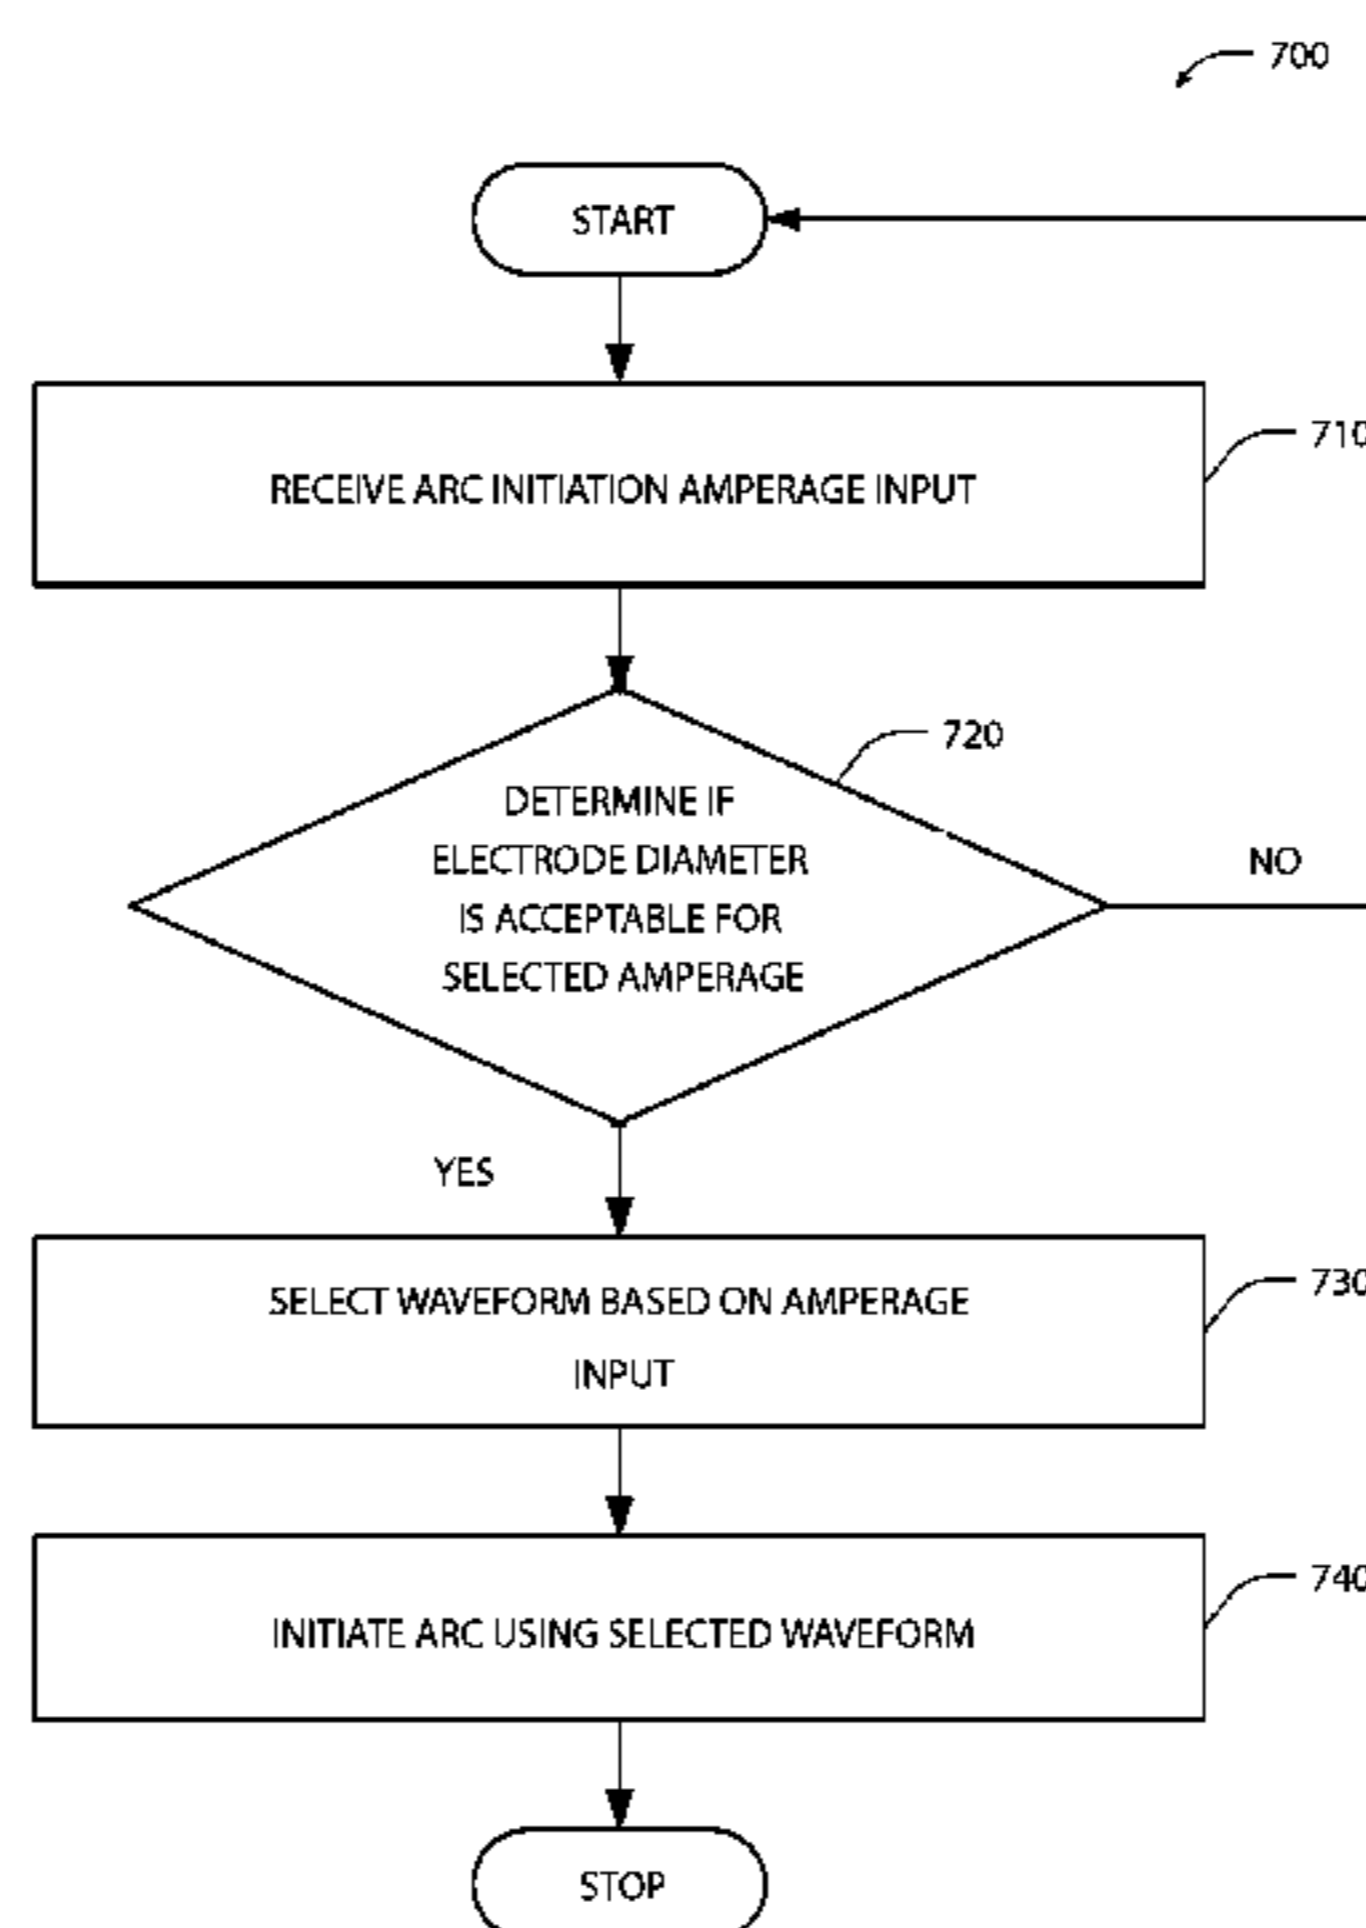 700
START
RECEIVE ARC INITIATION AMPERAGE INPUT
710
720
DETERMINE IF
ELECTRODE DIAMETER
IS ACCEPTABLE FOR
SELECTED AMPERAGE
NO
YES
SELECT WAVEFORM BASED ON AMPERAGE
INPUT
730
INITIATE ARC USING SELECTED WAVEFORM
740
STOP